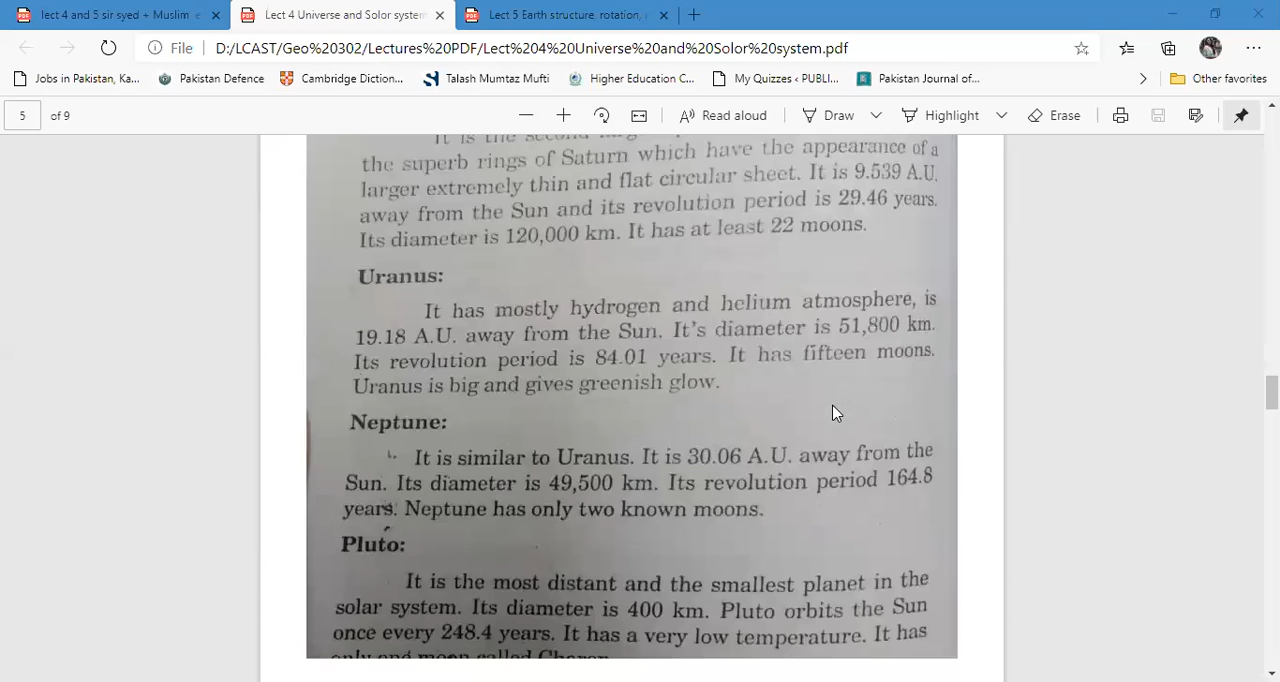 lect 4 and 5 sir syed + Muslim e
Lect 4 Universe and Solor system
Lect 5 Earth structure, rotation,
File
D:/LCAST/Geo%20302/Lectures%20PDF/Lect%204%20Universe%20and%20Solor%20system.pdf
Jobs in Pakistan, Ka...
Pakistan Defence
Cambridge Diction...
Talash Mumtaz Mufti
Higher Education C...
My Quizzes ‹ PUBLI...
Pakistan Journal of...
Other favorites
5 of 9
Read aloud
Draw
Highlight
Erase
It is the second
the superb rings of Saturn which have the appearance of a
larger extremely thin and flat circular sheet. It is 9.539 A.U.
away from the Sun and its revolution period is 29.46 years.
Its diameter is 120,000 km. It has at least 22 moons.
Uranus:
It has mostly hydrogen and helium atmosphere, is
19.18 A.U. away from the Sun. It's diameter is 51,800 km.
Its revolution period is 84.01 years. It has fifteen moons.
Uranus is big and gives greenish glow.
Neptune:
It is similar to Uranus. It is 30.06 A.U. away from the
Sun. Its diameter is 49,500 km. Its revolution period 164.8
years. Neptune has only two known moons.
Pluto:
It is the most distant and the smallest planet in the
solar system. Its diameter is 400 km. Pluto orbits the Sun
once every 248.4 years. It has a very low temperature. It has
only and moon called Charon